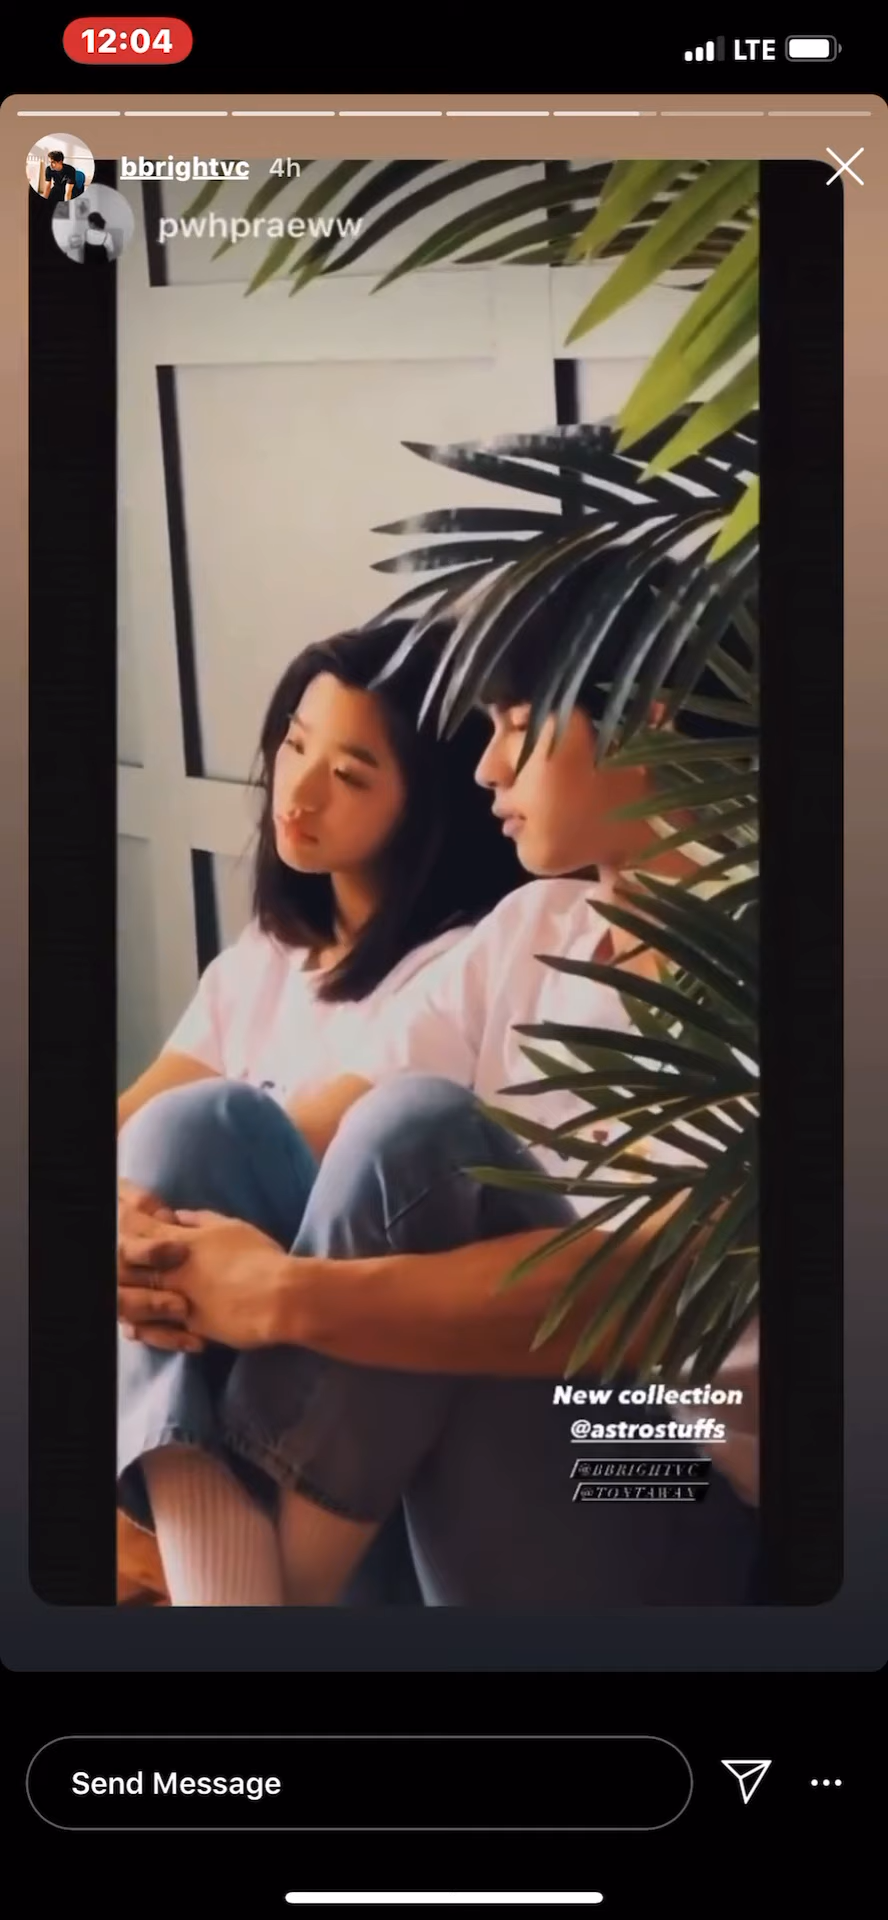 12:04
LTE
bbrightvc 4h
pwhpraeww
New collection
@astrostuffs
@BBRIGHTVC
@TONTAWAN
Send Message